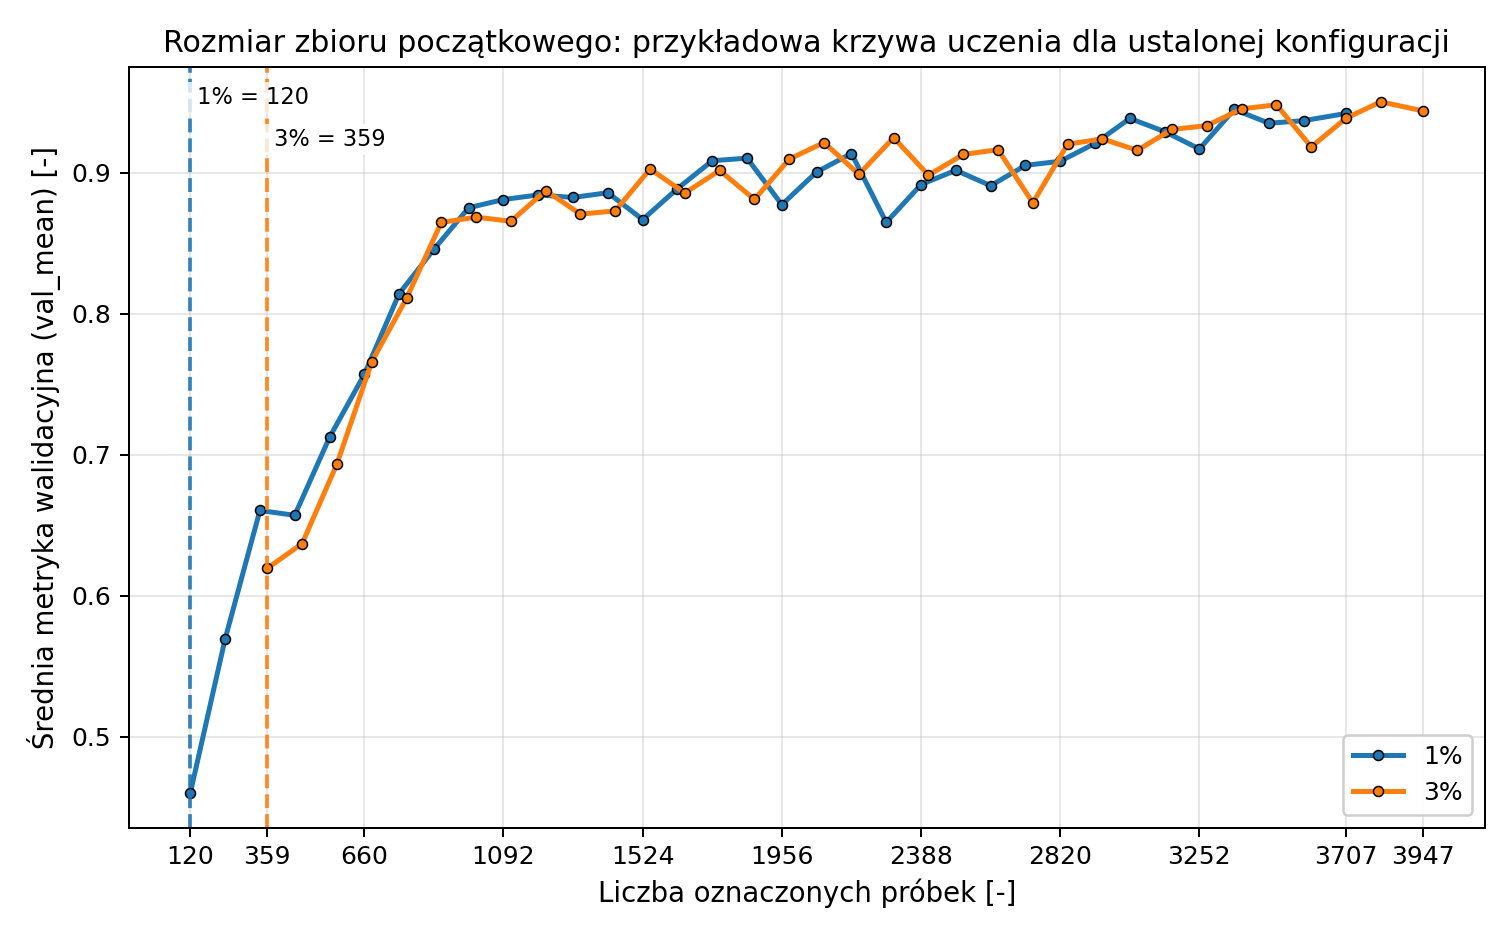 Rozmiar zbioru początkowego: przykładowa krzywa uczenia dla ustalonej konfiguracji
1% = 120
3% = 359
Średnia metryka walidacyjna (val_mean) [-]
0.9
0.8
0.7
0.6
0.5
1%
3%
120 359 660 1092 1524 1956 2388 2820 3252 3707 3947
Liczba oznaczonych próbek [-]